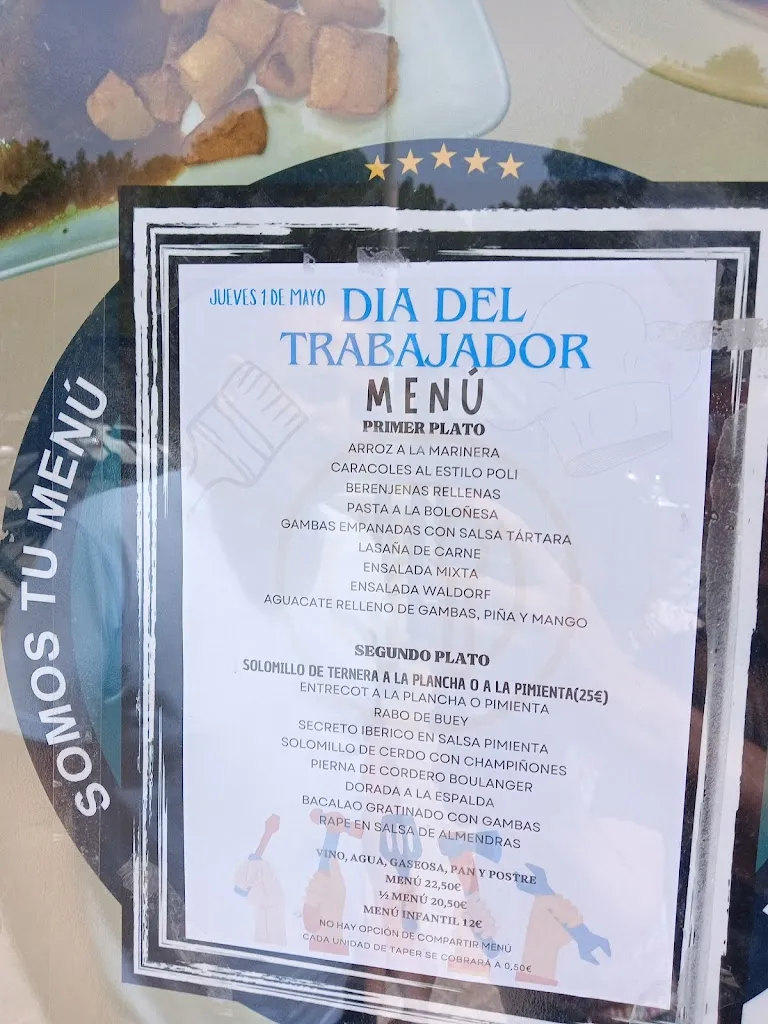 SOMOS TU MENÚ
JUEVES 1 DE MAYO
DIA DEL
TRABAJADOR
MENÚ
PRIMER PLATO
ARROZ A LA MARINERA
CARACOLES AL ESTILO POLI
BERENJENAS RELLENAS
PASTA A LA BOLOÑESA
GAMBAS EMPANADAS CON SALSA TÁRTARA
LASAÑA DE CARNE
ENSALADA MIXTA
ENSALADA WALDORF
AGUACATE RELLENO DE GAMBAS, PIÑA Y MANGO
SEGUNDO PLATO
SOLOMILLO DE TERNERA A LA PLANCHA O A LA PIMIENTA(25€)
ENTRECOT A LA PLANCHA O PIMIENTA
RABO DE BUEY
SECRETO IBERICO EN SALSA PIMIENTA
SOLOMILLO DE CERDO CON CHAMPIÑONES
PIERNA DE CORDERO BOULANGER
DORADA A LA ESPALDA
BACALAO GRATINADO CON GAMBAS
RAPE EN SALSA DE ALMENDRAS
VINO, AGUA, GASEOSA, PAN Y POSTRE
MENÚ 22,50€
½ MENÚ 20,50€
MENÚ INFANTIL 12€
NO HAY OPCIÓN DE COMPARTIR MENÚ
CADA UNIDAD DE TAPER SE COBRARÁ A 0.50€